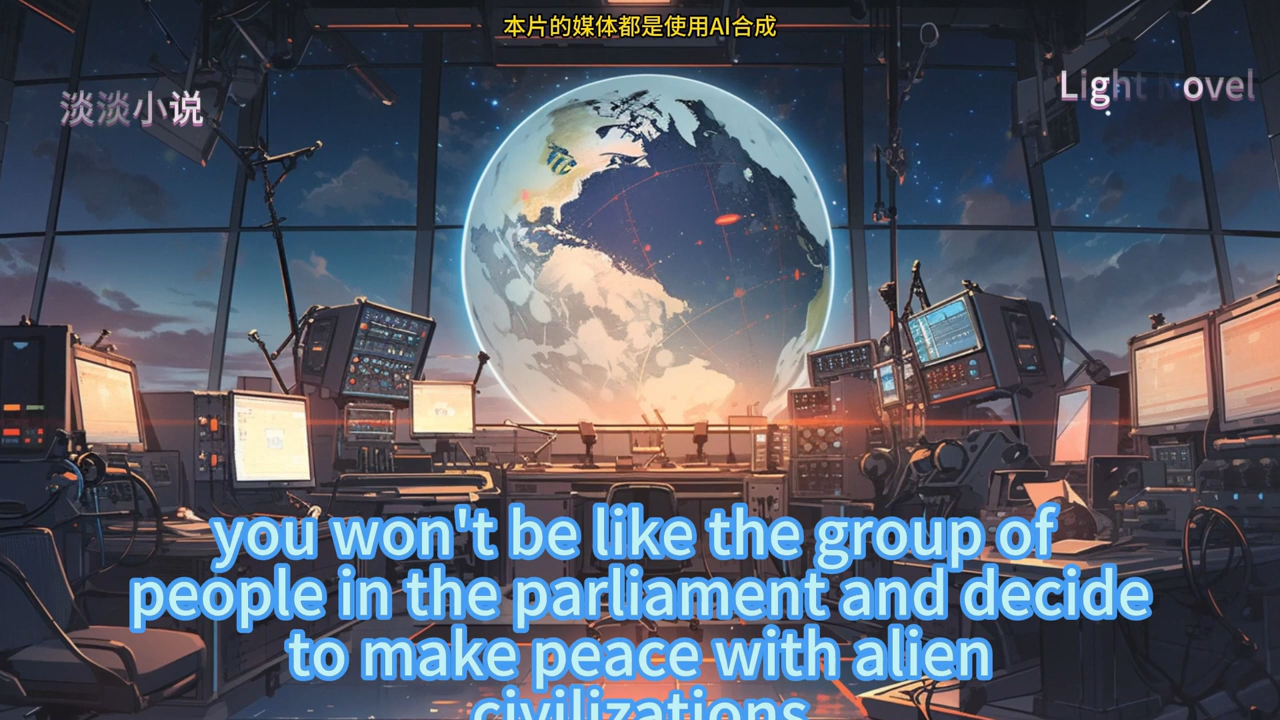 本片的媒体都是使用AI合成
淡淡小说
Light Novel
you won't be like the group of
people in the parliament and decide
to make peace with alien
civilizations